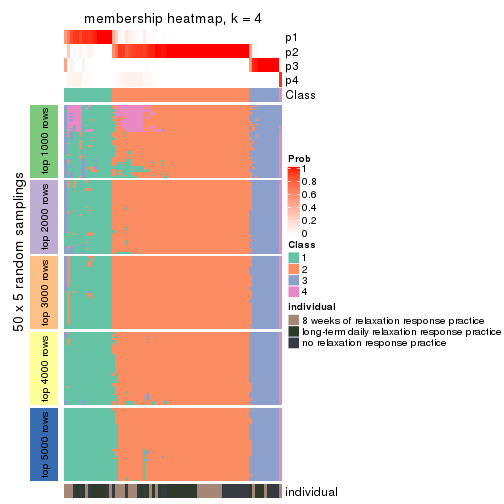 membership heatmap, k = 4
p1
p2
p3
p4
Class
50 x 5 random samplings
top 1000 rows
top 2000 rows
top 3000 rows
top 4000 rows
top 5000 rows
individual
Prob
1
0.8
0.6
0.4
0.2
0
Class
1
2
3
4
individual
8 weeks of relaxation response practice
long-term daily relaxation response practice
no relaxation response practice